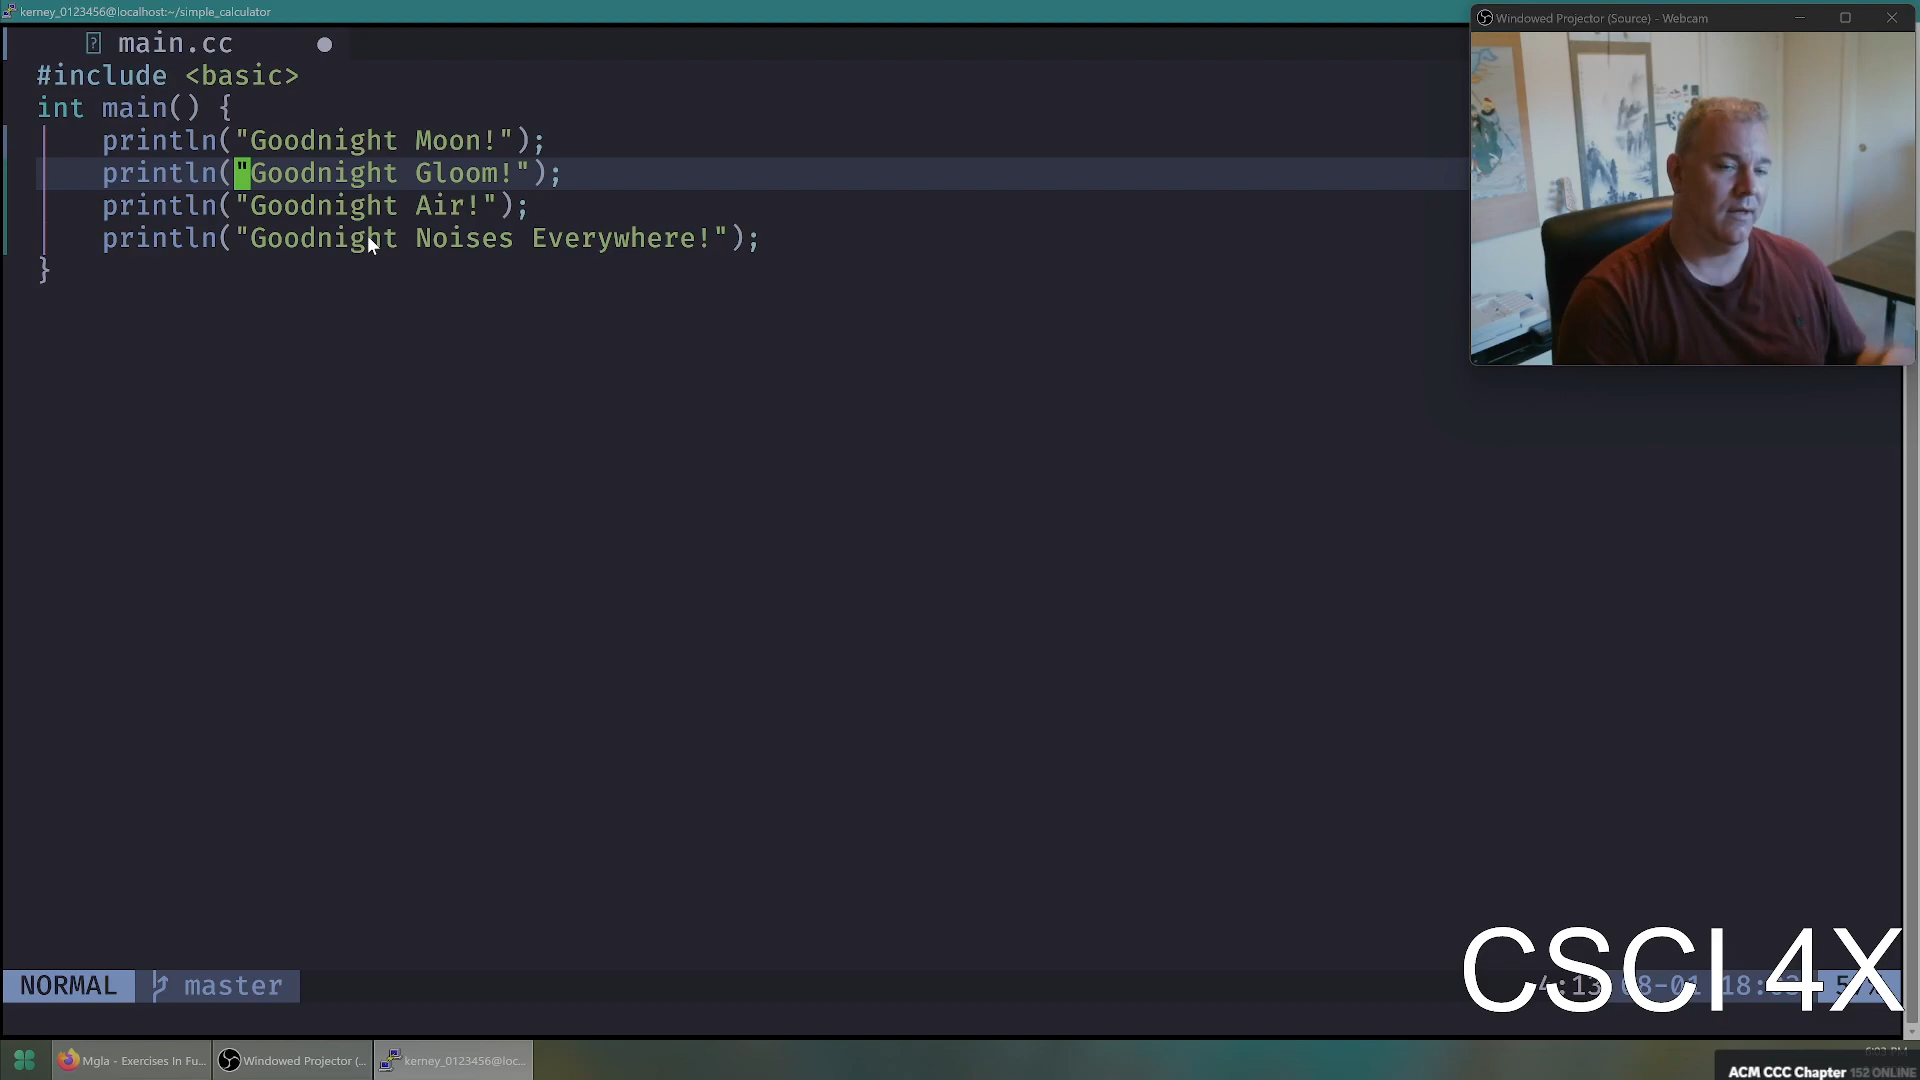 kerney_0123456@localhost:~/simple_calculator
Windowed Projector (Source) - Webcam
main.cc
#include <basic>
int main() {
    println("Goodnight Moon!");
    println("Goodnight Gloom!");
    println("Goodnight Air!");
    println("Goodnight Noises Everywhere!");
}
CSCI 4X
NORMAL master
Mgla - Exercises In Fu...
Windowed Projector (...
kerney_0123456@loc...
ACM CCC Chapter 152 ONLINE